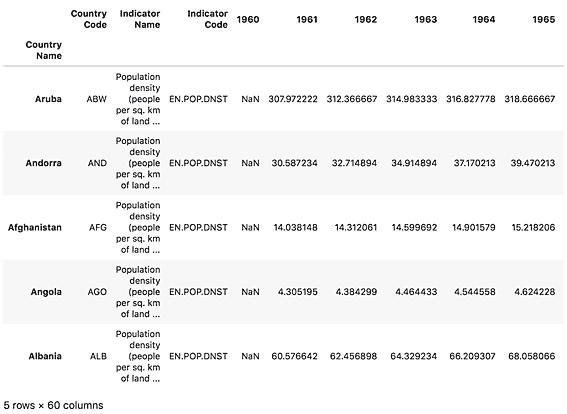 Country Code Indicator Name Indicator Code 1960 1961 1962 1963 1964 1965
Country Name
Aruba ABW Population density (people per sq. km of land ... EN.POP.DNST NaN 307.972222 312.366667 314.983333 316.827778 318.666667
Andorra AND Population density (people per sq. km of land ... EN.POP.DNST NaN 30.587234 32.714894 34.914894 37.170213 39.470213
Afghanistan AFG Population density (people per sq. km of land ... EN.POP.DNST NaN 14.038148 14.312061 14.599692 14.901579 15.218206
Angola AGO Population density (people per sq. km of land ... EN.POP.DNST NaN 4.305195 4.384299 4.464433 4.544558 4.624228
Albania ALB Population density (people per sq. km of land ... EN.POP.DNST NaN 60.576642 62.456898 64.329234 66.209307 68.058066
5 rows × 60 columns